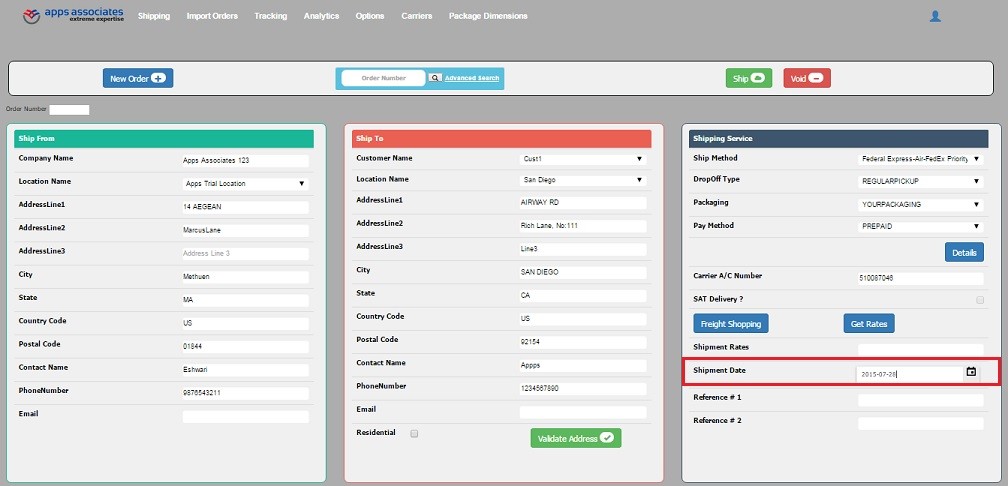 apps associates
extreme expertise
Shipping Import Orders Tracking Analytics Options Carriers Package Dimensions
New Order Order Number Advanced Search Ship Void
Order Number
Ship From
Company Name Apps Associates 123
Location Name Apps Trial Location
AddressLine1 14 AEGEAN
AddressLine2 MarcusLane
AddressLine3 Address Line 3
City Methuen
State MA
Country Code US
Postal Code 01844
Contact Name Eshwari
PhoneNumber 9876543211
Email
Ship To
Customer Name Cust1
Location Name San Diego
AddressLine1 AIRWAY RD
AddressLine2 Rich Lane, No:111
AddressLine3 Line3
City SAN DIEGO
State CA
Country Code US
Postal Code 92154
Contact Name Appps
PhoneNumber 1234567890
Email
Residential Validate Address
Shipping Service
Ship Method Federal Express-Air-FedEx Priority
DropOff Type REGULARPICKUP
Packaging YOURPACKAGING
Pay Method PREPAID
Details
Carrier A/C Number 510087046
SAT Delivery ?
Freight Shopping Get Rates
Shipment Rates
Shipment Date 2015-07-28
Reference # 1
Reference # 2